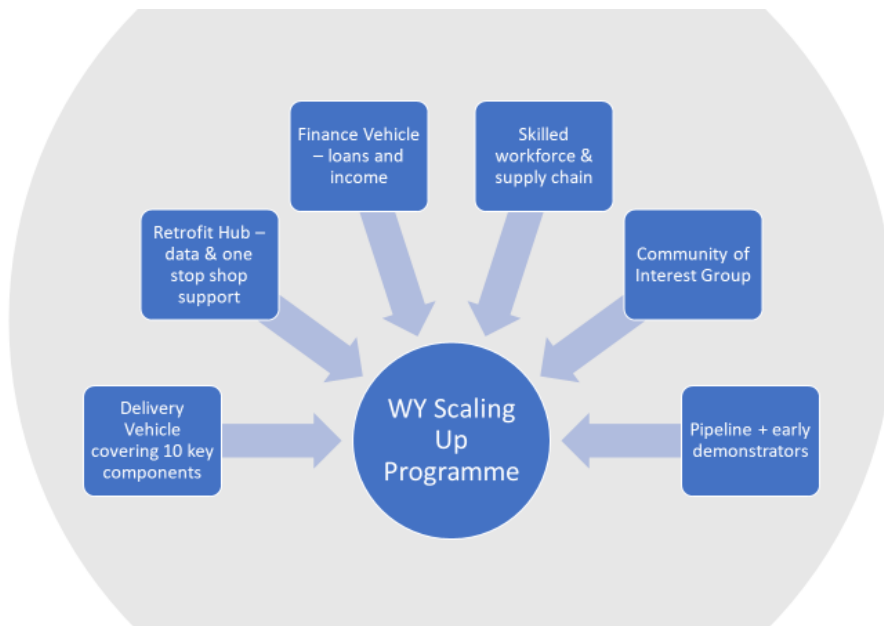 Finance Vehicle
– loans and
income
Skilled
workforce &
supply chain
Retrofit Hub –
data & one
stop shop
support
Community of
Interest Group
Delivery
Vehicle
covering 10 key
components
WY Scaling
Up
Programme
Pipeline + early
demonstrators